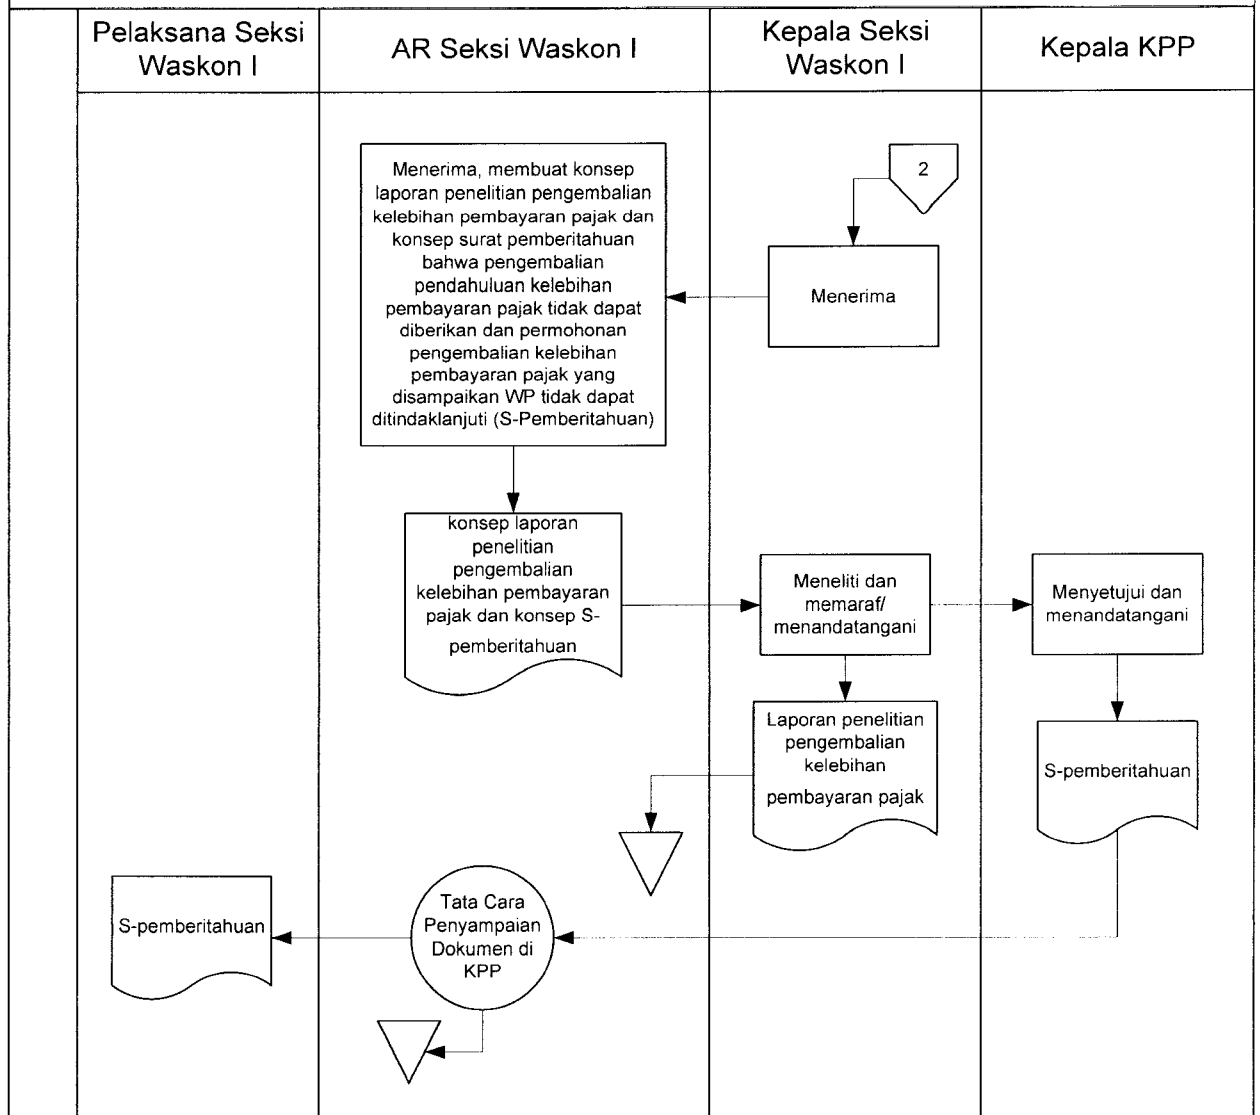 Pelaksana Seksi
Waskon I
AR Seksi Waskon I
Kepala Seksi
Waskon I
Kepala KPP
2
Menerima, membuat konsep
laporan penelitian pengembalian
kelebihan pembayaran pajak dan
konsep surat pemberitahuan
bahwa pengembalian
pendahuluan kelebihan
pembayaran pajak tidak dapat
diberikan dan permohonan
pengembalian kelebihan
pembayaran pajak yang
disampaikan WP tidak dapat
ditindaklanjuti (S-Pemberitahuan)
Menerima
konsep laporan
penelitian
pengembalian
kelebihan pembayaran
pajak dan konsep S-
pemberitahuan
Meneliti dan
memaraf/
menandatangani
Menyetujui dan
menandatangani
Laporan penelitian
pengembalian
kelebihan
pembayaran pajak
S-pemberitahuan
Tata Cara
Penyampaian
Dokumen di
KPP
S-pemberitahuan